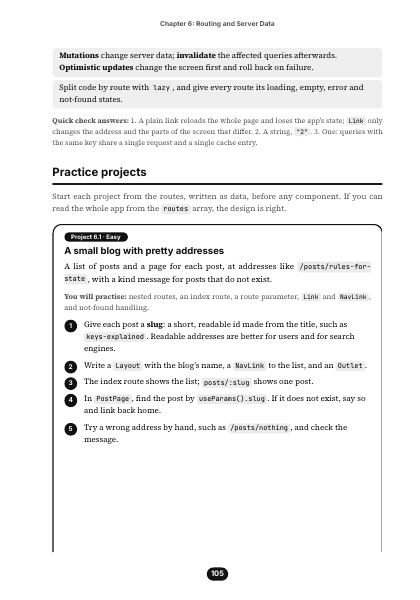 Chapter 6: Routing and Server Data
Mutations change server data; invalidate the affected queries afterwards.
Optimistic updates change the screen first and roll back on failure.
Split code by route with lazy, and give every route its loading, empty, error and
not-found states.
Quick check answers: 1. A plain link reloads the whole page and loses the app's state; Link only
changes the address and the parts of the screen that differ. 2. A string, "2". 3. One: queries with
the same key share a single request and a single cache entry.
Practice projects
Start each project from the routes, written as data, before any component. If you can
read the whole app from the routes array, the design is right.
Project 6.1 · Easy
A small blog with pretty addresses
A list of posts and a page for each post, at addresses like /posts/rules-for-
state, with a kind message for posts that do not exist.
You will practise: nested routes, an index route, a route parameter, Link and NavLink,
and not-found handling.
1 Give each post a slug: a short, readable id made from the title, such as
keys-explained. Readable addresses are better for users and for search
engines.
2 Write a Layout with the blog's name, a NavLink to the list, and an Outlet.
3 The index route shows the list; posts/:slug shows one post.
4 In PostPage, find the post by useParams().slug. If it does not exist, say so
and link back home.
5 Try a wrong address by hand, such as /posts/nothing, and check the
message.
105